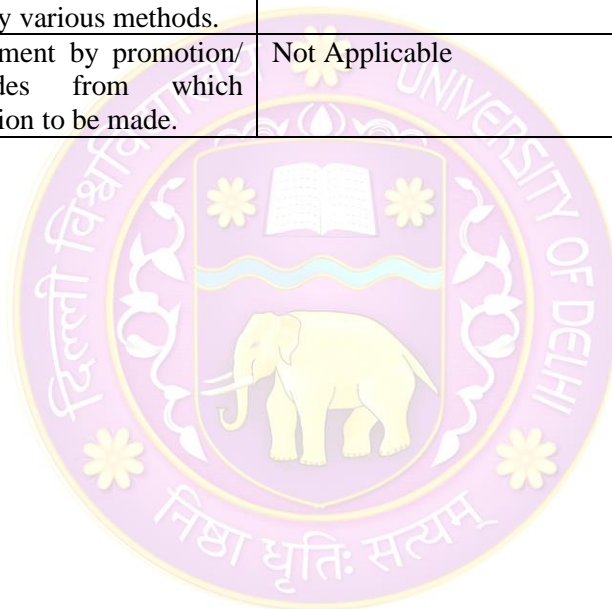 y various methods.
ment by promotion/ Not Applicable
des from which
ion to be made.
दिल्ली विश्वविद्यालय
UNIVERSITY OF DELHI
निष्ठा धृतिः सत्यम्